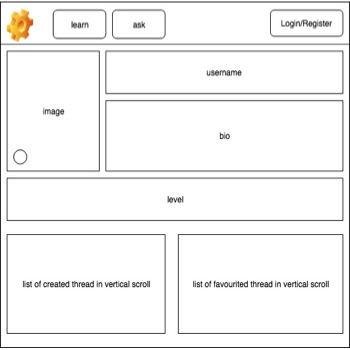 learn
ask
Login/Register
username
image
bio
level
list of created thread in vertical scroll
list of favourited thread in vertical scroll